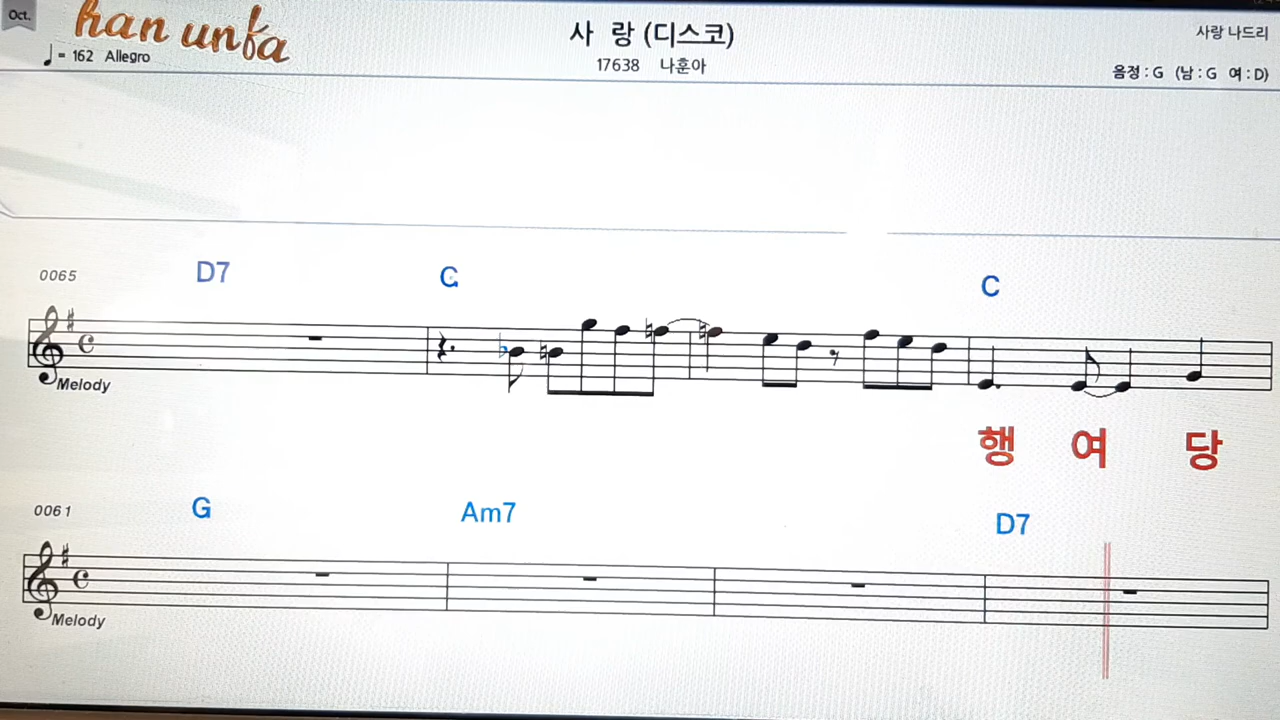 Oct.
han unfa
♩= 162 Allegro
사 랑 (디스코)
17638 나훈아
사랑 나드리
음정 : G (남 : G 여 : D)
0065
D7 G C
Melody
행 여 당
0061
G Am7 D7
Melody